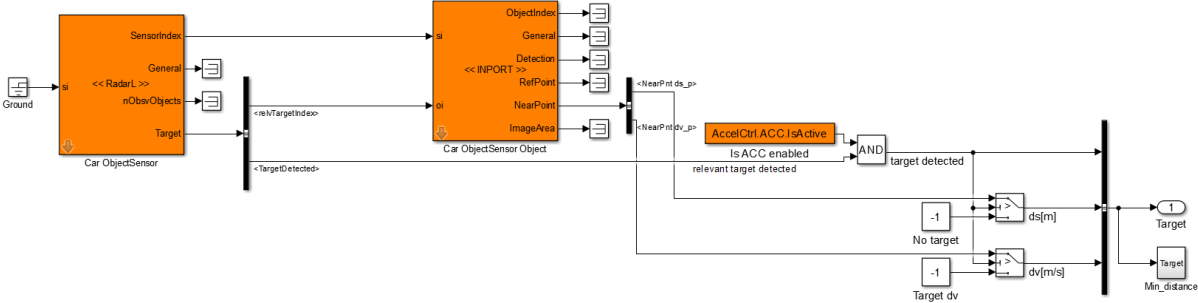 si
SensorIndex
General
<< RadarL >>
nObsvObjects
Target
Car ObjectSensor
Ground
<relvTargetIndex>
<TargetDetected>
si
oi
ObjectIndex
General
Detection
<< INPORT >>
RefPoint
NearPoint
ImageArea
Car ObjectSensor Object
<NearPnt ds_p>
<NearPnt dv_p>
AccelCtrl.ACC.IsActive
Is ACC enabled
relevant target detected
AND
target detected
-1
No target
>
ds[m]
-1
Target dv
>
dv[m/s]
1
Target
Target
Min_distance